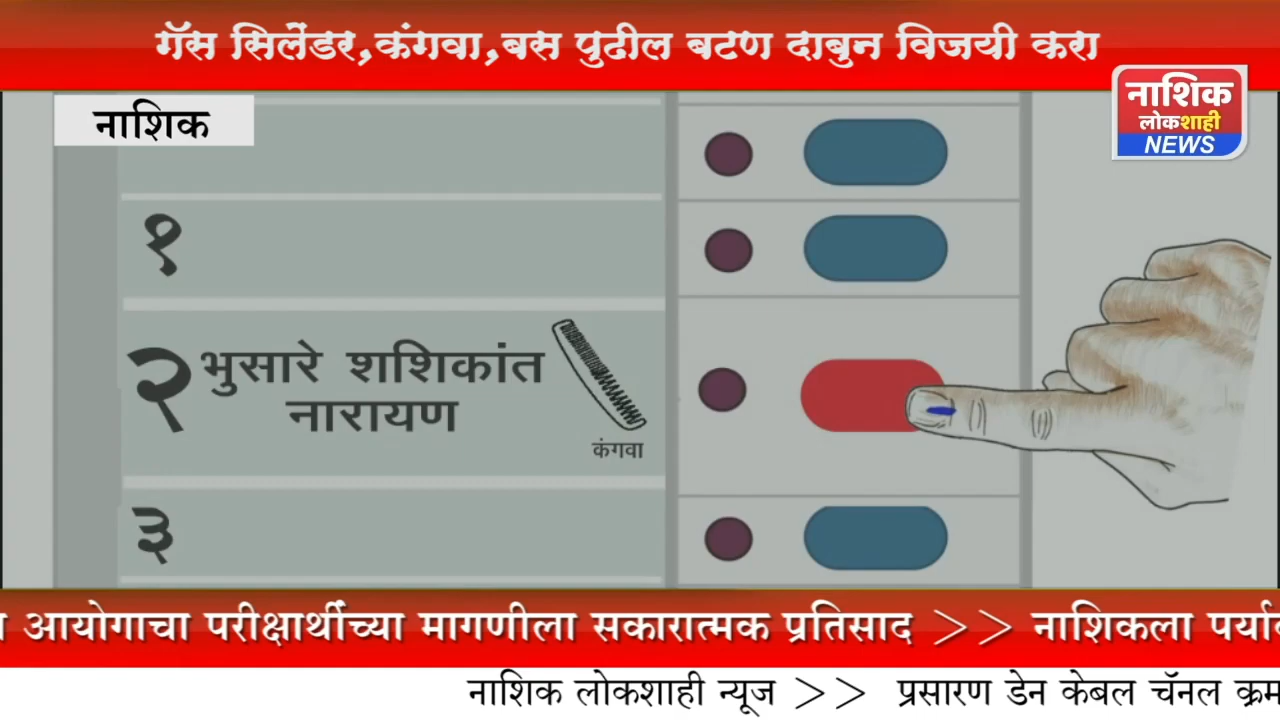 गॅस सिलेंडर,कंगवा,बस पुढील बटण दाबुन विजयी करा
नाशिक
नाशिक
लोकशाही
NEWS
१
२ भुसारे शशिकांत
नारायण
कंगवा
३
आयोगाचा परीक्षार्थीच्या मागणीला सकारात्मक प्रतिसाद >> नाशिकला
नाशिक लोकशाही न्यूज >> प्रसारण डेन केबल चॅनल